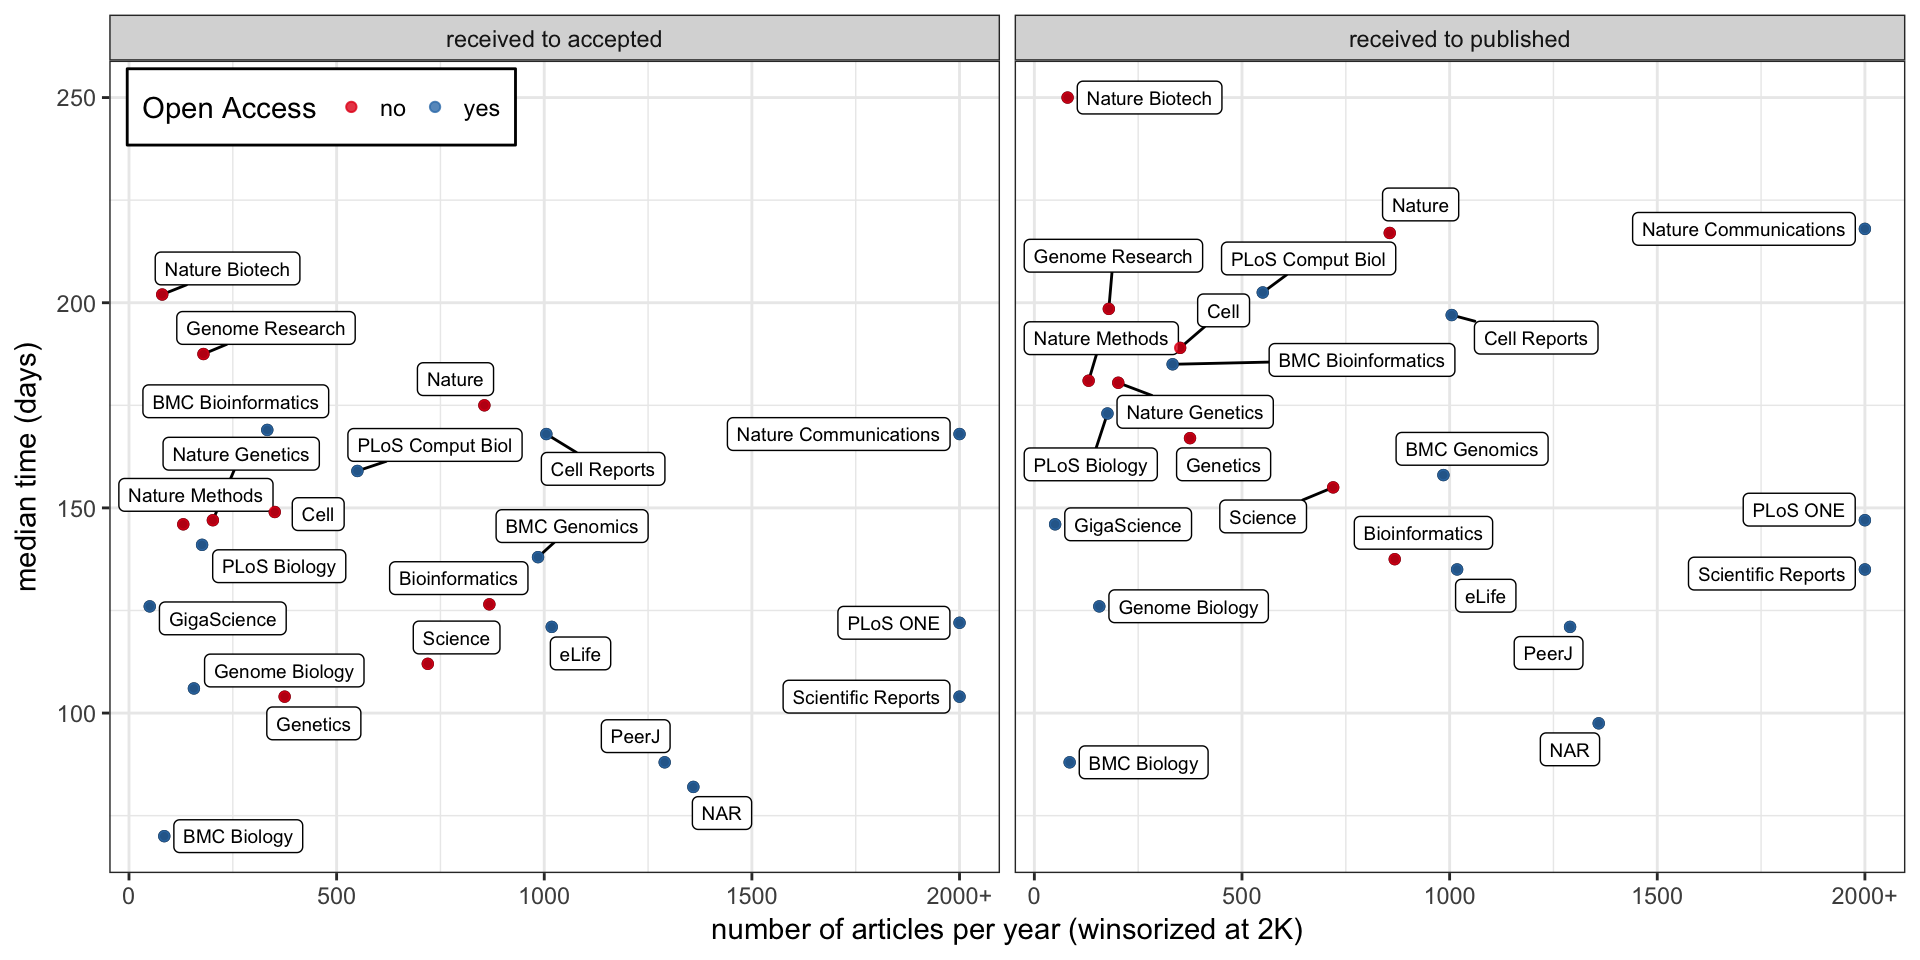 received to accepted
received to published
Open Access no yes
250
200
150
100
median time (days)
Nature Biotech
Genome Research
Nature
BMC Bioinformatics
Nature Communications
PLoS Comput Biol
Nature Genetics
Cell Reports
Nature Methods
Cell
BMC Genomics
PLoS Biology
Bioinformatics
GigaScience
PLoS ONE
Science
eLife
Genome Biology
Scientific Reports
Genetics
PeerJ
NAR
BMC Biology
Nature Biotech
Nature
Nature Communications
Genome Research
PLoS Comput Biol
Cell
Nature Methods
Cell Reports
BMC Bioinformatics
Nature Genetics
BMC Genomics
PLoS Biology
Genetics
PLoS ONE
Science
GigaScience
Bioinformatics
Scientific Reports
eLife
Genome Biology
PeerJ
NAR
BMC Biology
0 500 1000 1500 2000+
0 500 1000 1500 2000+
number of articles per year (winsorized at 2K)